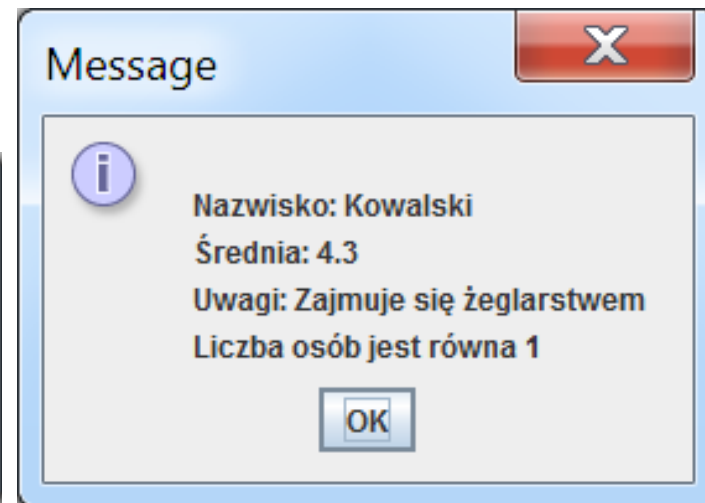 Message
Nazwisko: Kowalski
Średnia: 4.3
Uwagi: Zajmuje się żeglarstwem
Liczba osób jest równa 1
OK